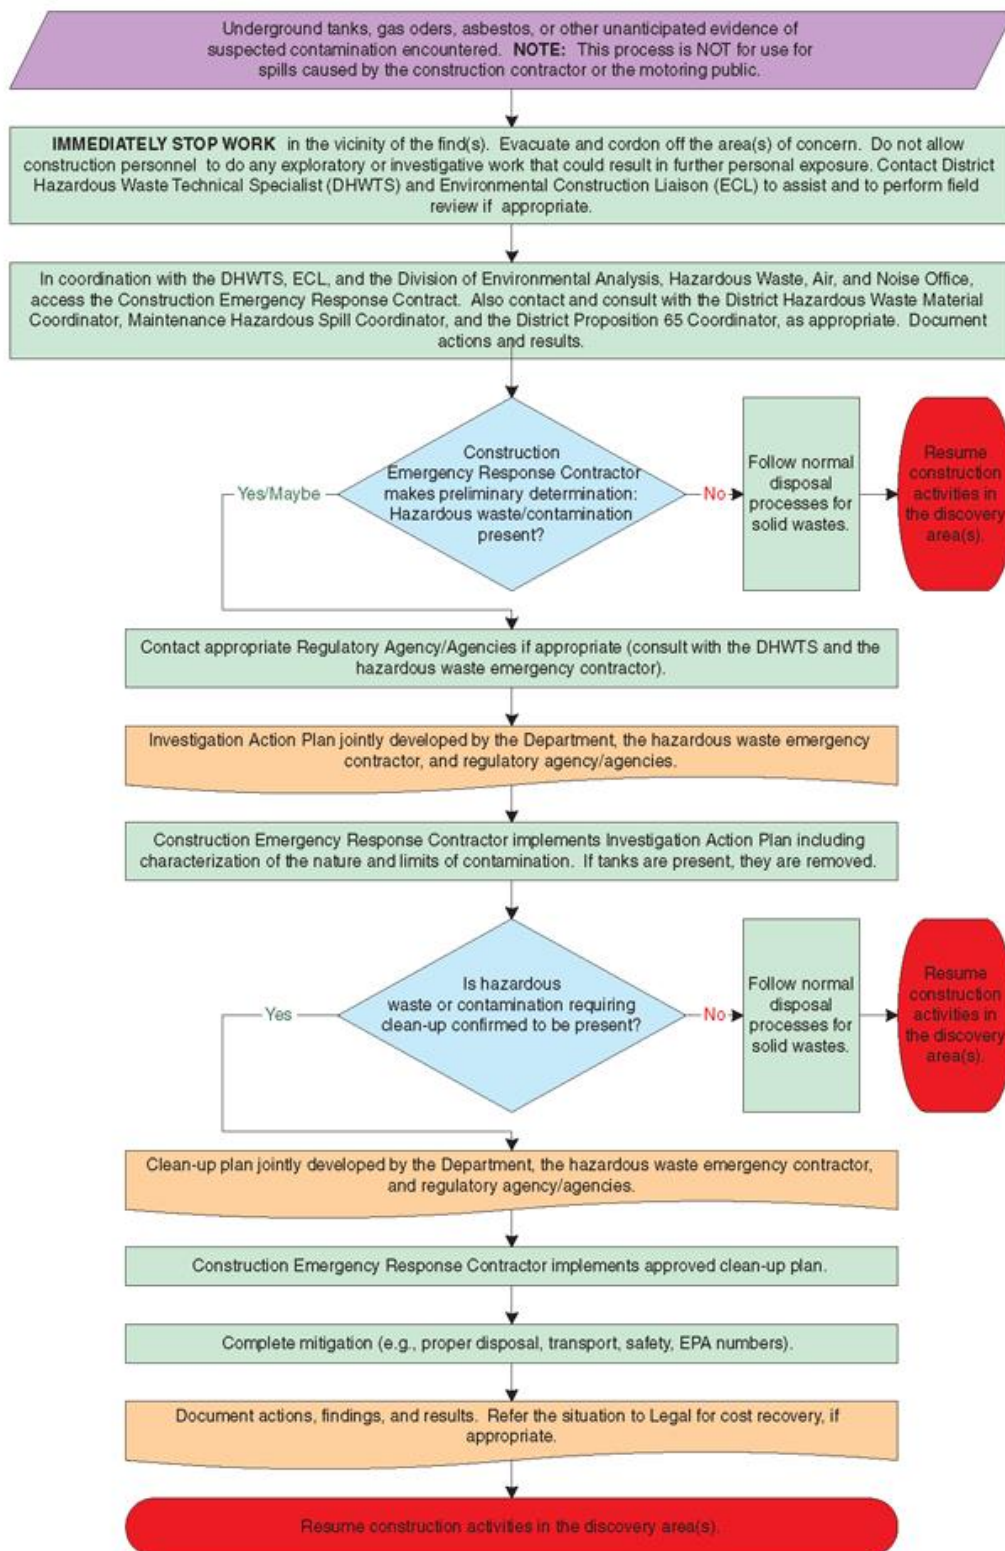 Underground tanks, gas oders, asbestos, or other unanticipated evidence of
suspected contamination encountered. NOTE: This process is NOT for use for
spills caused by the construction contractor or the motoring public.
IMMEDIATELY STOP WORK in the vicinity of the find(s). Evacuate and cordon off the area(s) of concern. Do not allow
construction personnel to do any exploratory or investigative work that could result in further personal exposure. Contact District
Hazardous Waste Technical Specialist (DHWTS) and Environmental Construction Liaison (ECL) to assist and to perform field
review if appropriate.
In coordination with the DHWTS, ECL, and the Division of Environmental Analysis, Hazardous Waste, Air, and Noise Office,
access the Construction Emergency Response Contract. Also contact and consult with the District Hazardous Waste Material
Coordinator, Maintenance Hazardous Spill Coordinator, and the District Proposition 65 Coordinator, as appropriate. Document
actions and results.
Construction
Emergency Response Contractor
makes preliminary determination:
Hazardous waste/contamination
present?
Yes/Maybe
No
Follow normal
disposal
processes for
solid wastes.
Resume
construction
activities in
the discovery
area(s).
Contact appropriate Regulatory Agency/Agencies if appropriate (consult with the DHWTS and the
hazardous waste emergency contractor).
Investigation Action Plan jointly developed by the Department, the hazardous waste emergency
contractor, and regulatory agency/agencies.
Construction Emergency Response Contractor implements Investigation Action Plan including
characterization of the nature and limits of contamination. If tanks are present, they are removed.
Is hazardous
waste or contamination requiring
clean-up confirmed to be present?
Yes
No
Follow normal
disposal
processes for
solid wastes.
Resume
construction
activities in
the discovery
area(s).
Clean-up plan jointly developed by the Department, the hazardous waste emergency contractor,
and regulatory agency/agencies.
Construction Emergency Response Contractor implements approved clean-up plan.
Complete mitigation (e.g., proper disposal, transport, safety, EPA numbers).
Document actions, findings, and results. Refer the situation to Legal for cost recovery, if
appropriate.
Resume construction activities in the discovery area(s).